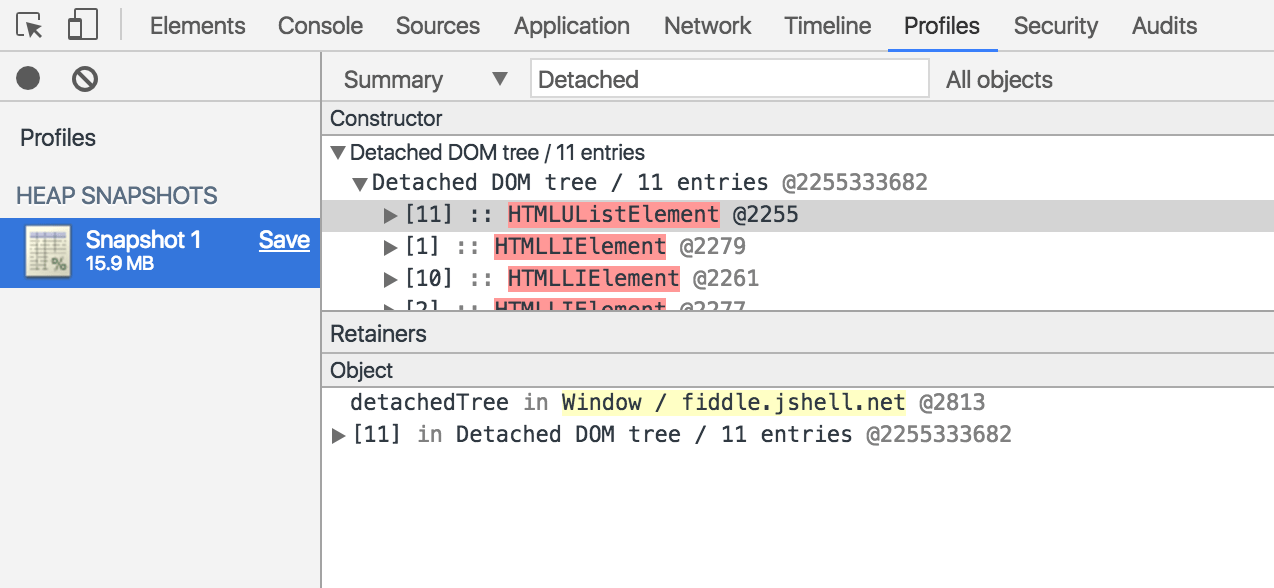 Elements Console Sources Application Network Timeline Profiles Security Audits
Summary ▼ Detached All objects
Profiles
HEAP SNAPSHOTS
Snapshot 1 Save
15.9 MB
%
Constructor
▼Detached DOM tree / 11 entries
▼Detached DOM tree / 11 entries @2255333682
▶[11] :: HTMLUListElement @2255
▶[1] :: HTMLLIElement @2279
▶[10] :: HTMLLIElement @2261
▶[2] :: HTMLLIElement @2277
Retainers
Object
detachedTree in Window / fiddle.jshell.net @2813
▶[11] in Detached DOM tree / 11 entries @2255333682